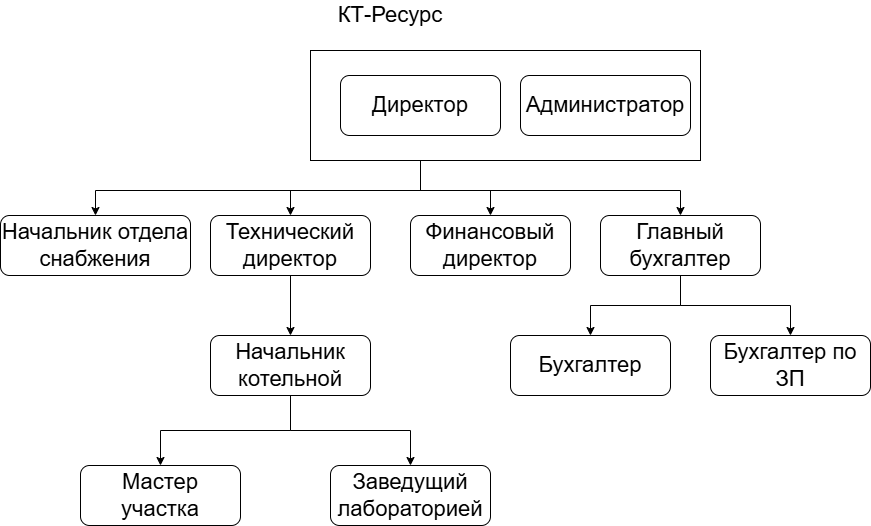 КТ-Ресурс
Директор
Администратор
Начальник отдела
снабжения
Технический
директор
Финансовый
директор
Главный
бухгалтер
Начальник
котельной
Бухгалтер
Бухгалтер по
ЗП
Мастер
участка
Заведущий
лабораторией